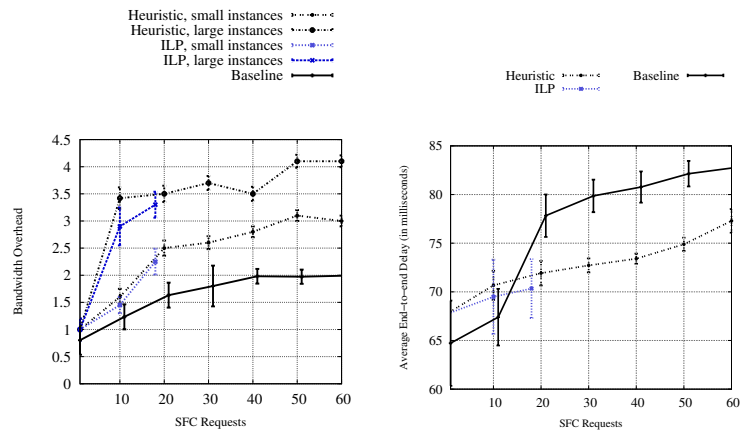 Heuristic, small instances
Heuristic, large instances
ILP, small instances
ILP, large instances
Baseline
Bandwidth Overhead
4.5
4
3.5
3
2.5
2
1.5
1
0.5
0
10 20 30 40 50 60
SFC Requests
Heuristic Baseline
ILP
Average End-to-end Delay (in milliseconds)
85
80
75
70
65
60
10 20 30 40 50 60
SFC Requests